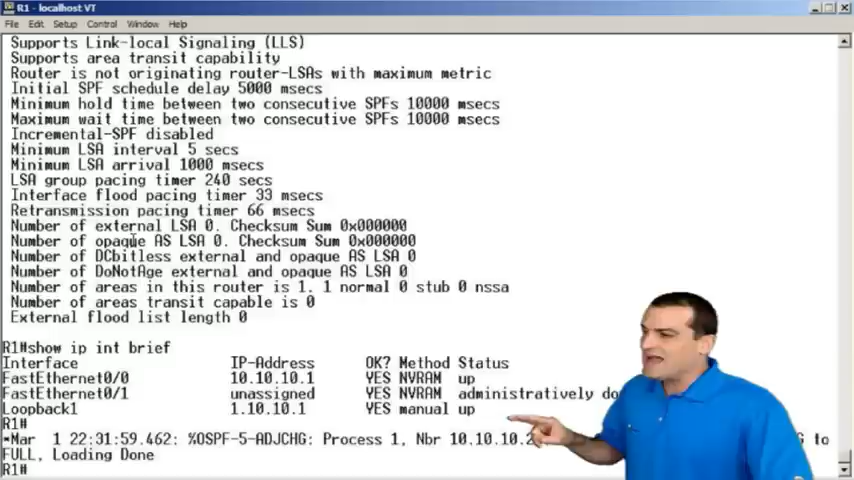 R1 - localhost VT
File Edit Setup Control Window Help
Supports Link-local Signaling (LLS)
Supports area transit capability
Router is not originating router-LSAs with maximum metric
Initial SPF schedule delay 5000 msecs
Minimum hold time between two consecutive SPFs 10000 msecs
Maximum wait time between two consecutive SPFs 10000 msecs
Incremental-SPF disabled
Minimum LSA interval 5 secs
Minimum LSA arrival 1000 msecs
LSA group pacing timer 240 secs
Interface flood pacing timer 33 msecs
Retransmission pacing timer 66 msecs
Number of external LSA 0. Checksum Sum 0x000000
Number of opaque AS LSA 0. Checksum Sum 0x000000
Number of DCbitless external and opaque AS LSA 0
Number of DoNotAge external and opaque AS LSA 0
Number of areas in this router is 1. 1 normal 0 stub 0 nssa
Number of areas transit capable is 0
External flood list length 0
R1#show ip int brief
Interface IP-Address OK? Method Status
FastEthernet0/0 10.10.10.1 YES NVRAM up
FastEthernet0/1 unassigned YES NVRAM administratively do
Loopback1 1.10.10.1 YES manual up
R1#
*Mar 1 22:31:59.462: %OSPF-5-ADJCHG: Process 1, Nbr 10.10.10.2 to
FULL, Loading Done
R1#